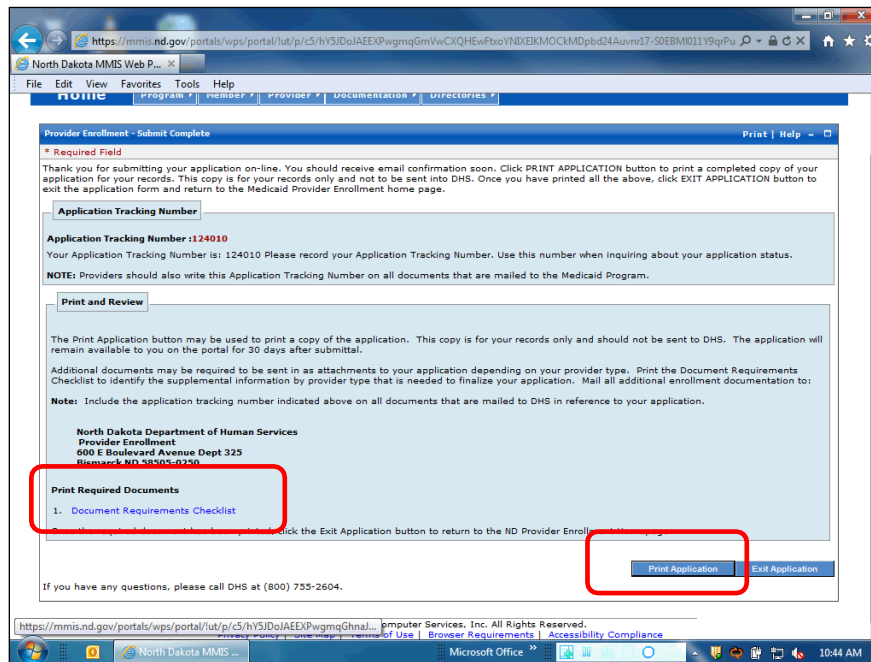 https://mmis.nd.gov/portals/wps/portal/!ut/p/c5/hY5JDoJAEEXPwgmqGmVwCXQHEwFtxoYNIXEIKMOCkMDpbd24Auvnr17-S0EBMI011Y9qrPu
North Dakota MMIS Web P...
File Edit View Favorites Tools Help
Home Program Member Provider Documentation Directories
Provider Enrollment - Submit Complete Print | Help
* Required Field
Thank you for submitting your application on-line. You should receive email confirmation soon. Click PRINT APPLICATION button to print a completed copy of your
application for your records. This copy is for your records only and not to be sent into DHS. Once you have printed all the above, click EXIT APPLICATION button to
exit the application form and return to the Medicaid Provider Enrollment home page.
Application Tracking Number
Application Tracking Number :124010
Your Application Tracking Number is: 124010 Please record your Application Tracking Number. Use this number when inquiring about your application status.
NOTE: Providers should also write this Application Tracking Number on all documents that are mailed to the Medicaid Program.
Print and Review
The Print Application button may be used to print a copy of the application. This copy is for your records only and should not be sent to DHS. The application will
remain available to you on the portal for 30 days after submittal.
Additional documents may be required to be sent in as attachments to your application depending on your provider type. Print the Document Requirements
Checklist to identify the supplemental information by provider type that is needed to finalize your application. Mail all additional enrollment documentation to:
Note: Include the application tracking number indicated above on all documents that are mailed to DHS in reference to your application.
North Dakota Department of Human Services
Provider Enrollment
600 E Boulevard Avenue Dept 325
Bismarck ND 58505-0250
Print Required Documents
1. Document Requirements Checklist
click the Exit Application button to return to the ND Provider
Print Application Exit Application
If you have any questions, please call DHS at (800) 755-2604.
https://mmis.nd.gov/portals/wps/portal/!ut/p/c5/hY5JDoJAEEXPwgmqGhnaJ... omputer Services, Inc. All Rights Reserved.
Privacy Policy | Site Map | Terms of Use | Browser Requirements | Accessibility Compliance
North Dakota MMIS ... Microsoft Office 10:44 AM